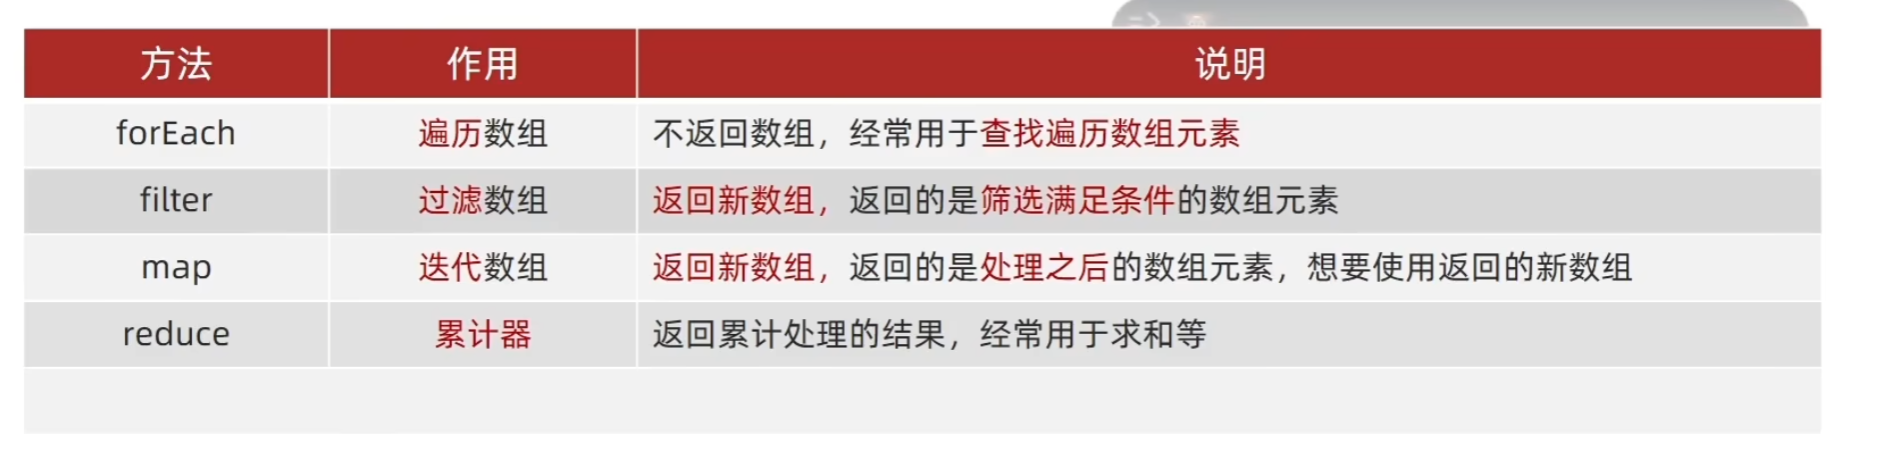 方法 作用 说明
forEach 遍历数组 不返回数组，经常用于查找遍历数组元素
filter 过滤数组 返回新数组，返回的是筛选满足条件的数组元素
map 迭代数组 返回新数组，返回的是处理之后的数组元素，想要使用返回的新数组
reduce 累计器 返回累计处理的结果，经常用于求和等